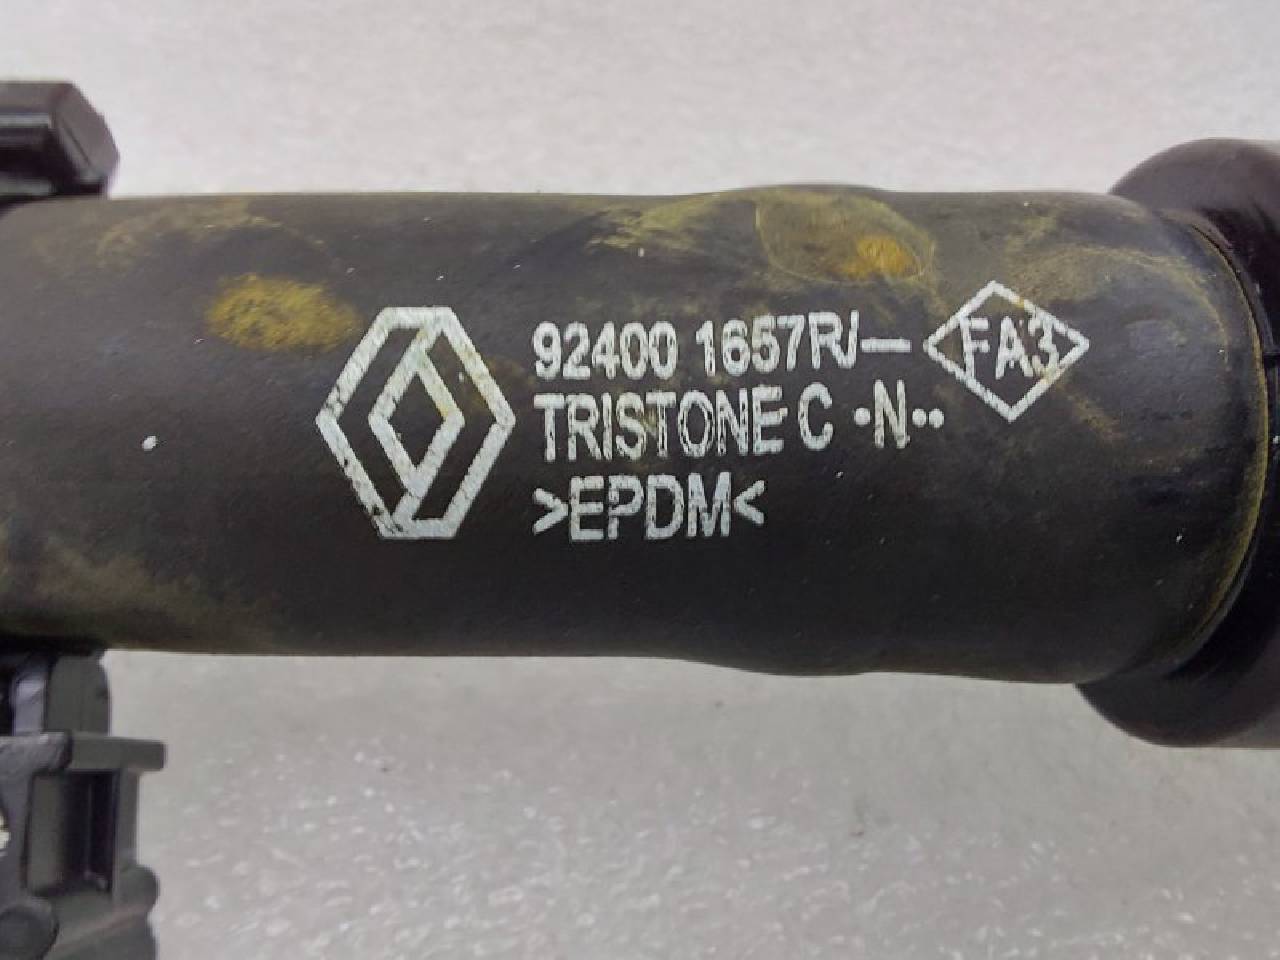 92400 1657R/— FA3
TRISTONE C •N••
>EPDM<